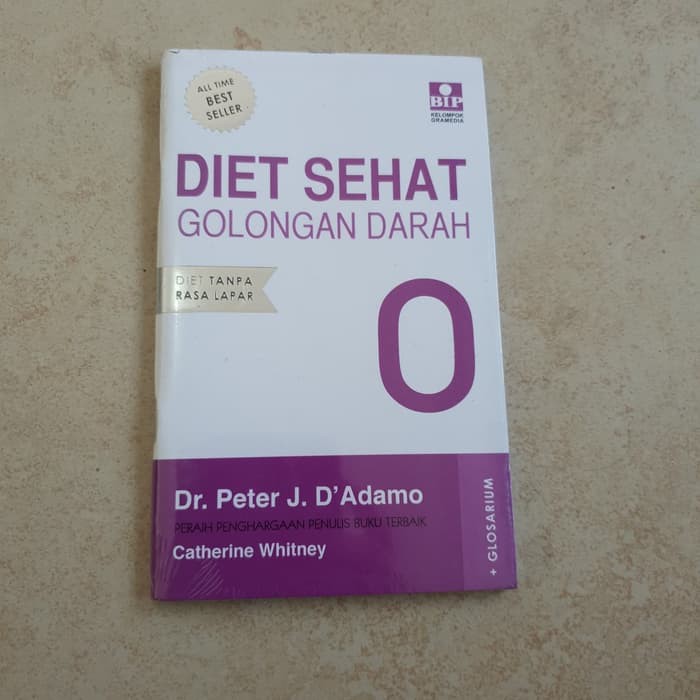 ALL TIME
BEST
SELLER
BIP
KELOMPOK
GRAMEDIA
DIET SEHAT
GOLONGAN DARAH
DIET TANPA
RASA LAPAR
O
Dr. Peter J. D'Adamo
PERAIH PENGHARGAAN PENULIS BUKU TERBAIK
Catherine Whitney
+ GLOSARIUM